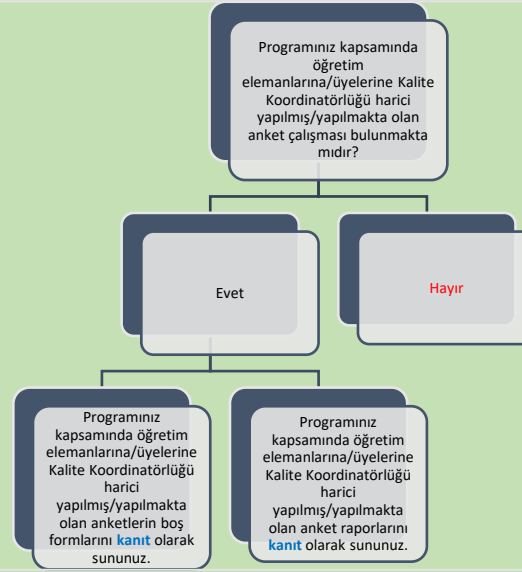 Programınız kapsamında
öğretim
elemanlarına/üyelerine Kalite
Koordinatörlüğü harici
yapılmış/yapılmakta olan
anket çalışması bulunmakta
mıdır?
Evet
Hayır
Programınız
kapsamında öğretim
elemanlarına/üyelerine
Kalite Koordinatörlüğü
harici
yapılmış/yapılmakta
olan anketlerin boş
formlarını kanıt olarak
sununuz.
Programınız
kapsamında öğretim
elemanlarına/üyelerine
Kalite Koordinatörlüğü
harici
yapılmış/yapılmakta
olan anket raporlarını
kanıt olarak sununuz.